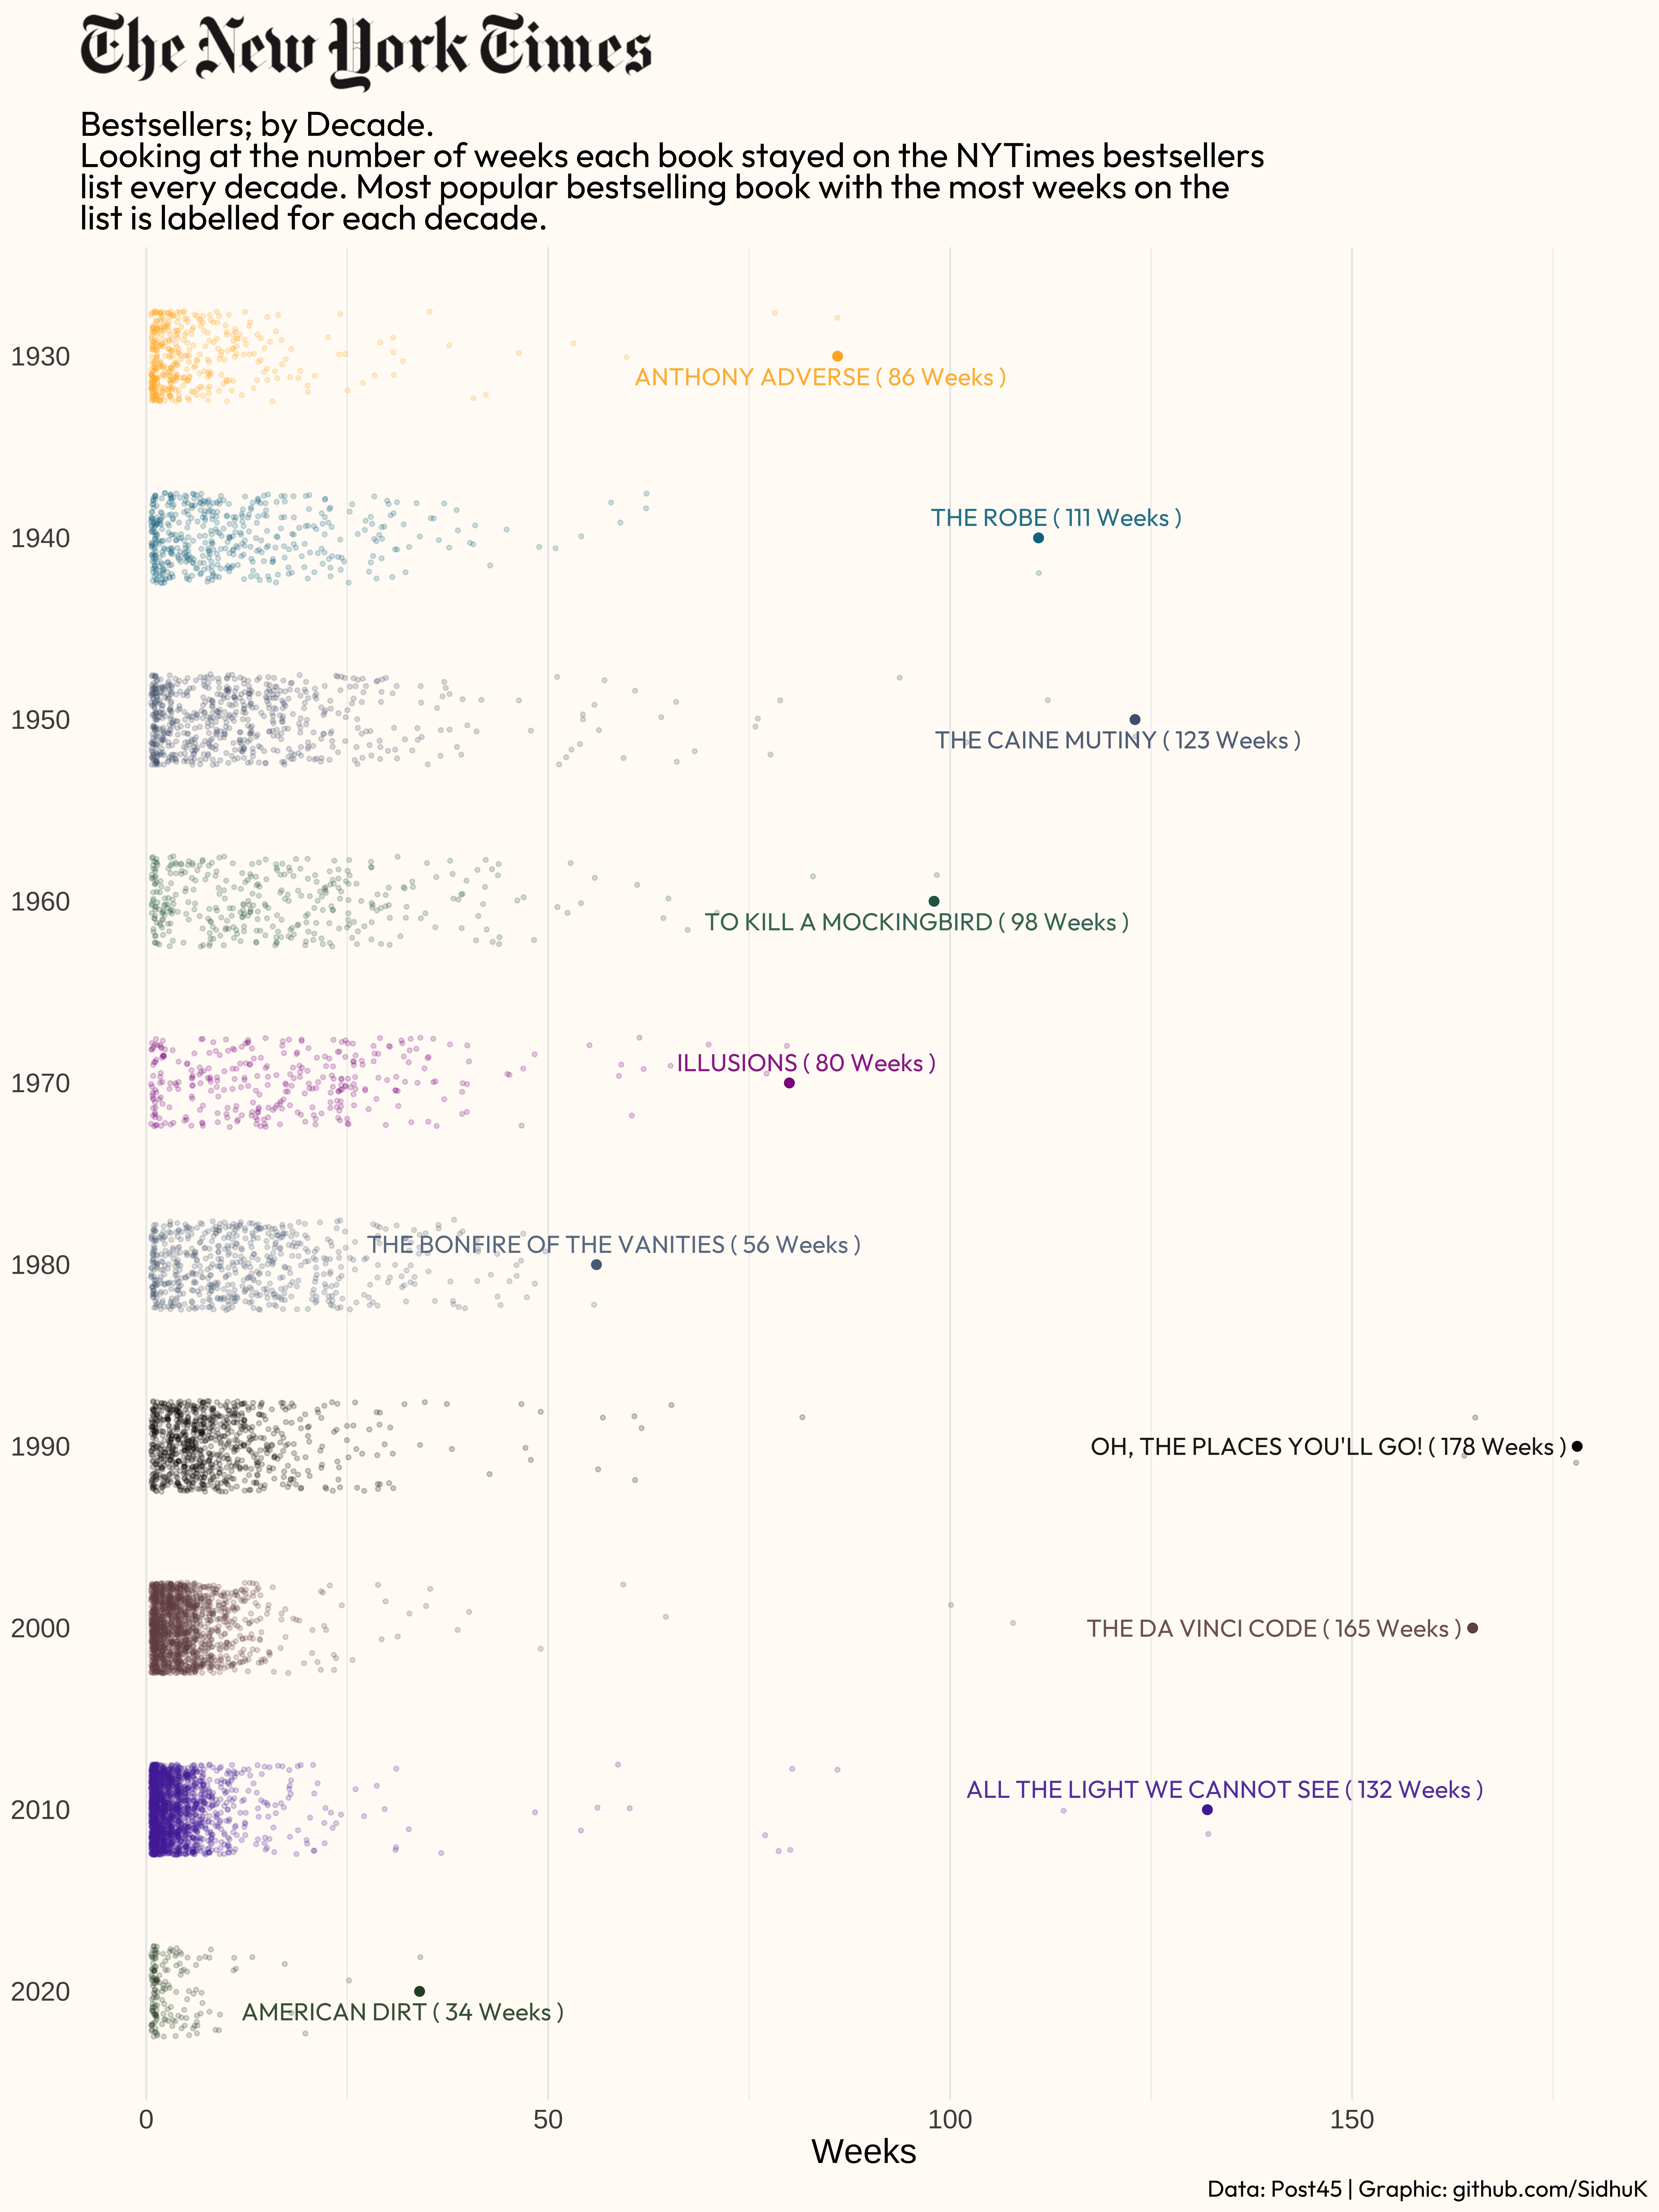 The New York Times
Bestsellers; by Decade.
Looking at the number of weeks each book stayed on the NYTimes bestsellers
list every decade. Most popular bestselling book with the most weeks on the
list is labelled for each decade.
1930
ANTHONY ADVERSE ( 86 Weeks )
1940
THE ROBE ( 111 Weeks )
1950
THE CAINE MUTINY ( 123 Weeks )
1960
TO KILL A MOCKINGBIRD ( 98 Weeks )
1970
ILLUSIONS ( 80 Weeks )
1980
THE BONFIRE OF THE VANITIES ( 56 Weeks )
1990
OH, THE PLACES YOU'LL GO! ( 178 Weeks )
2000
THE DA VINCI CODE ( 165 Weeks )
2010
ALL THE LIGHT WE CANNOT SEE ( 132 Weeks )
2020
AMERICAN DIRT ( 34 Weeks )
0 50 100 150
Weeks
Data: Post45 | Graphic: github.com/SidhuK